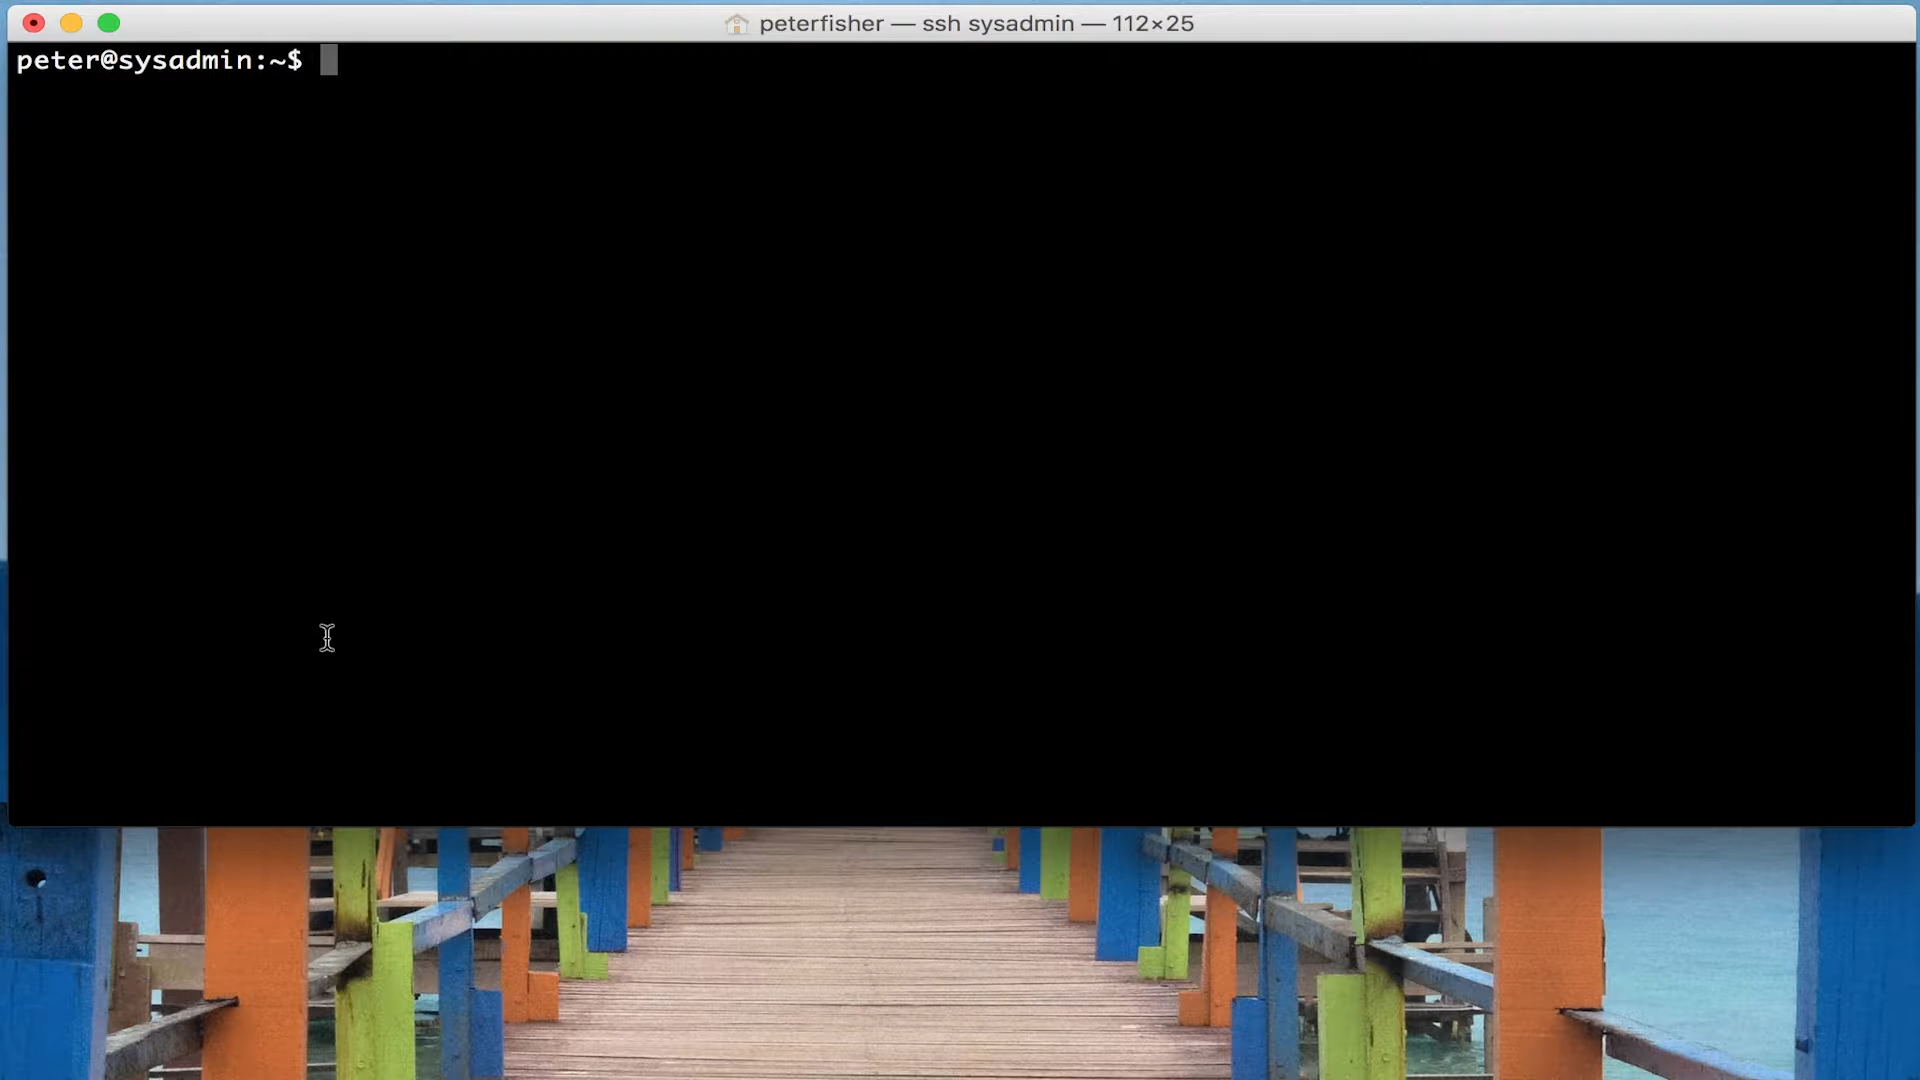 peterfisher — ssh sysadmin — 112×25
peter@sysadmin:~$